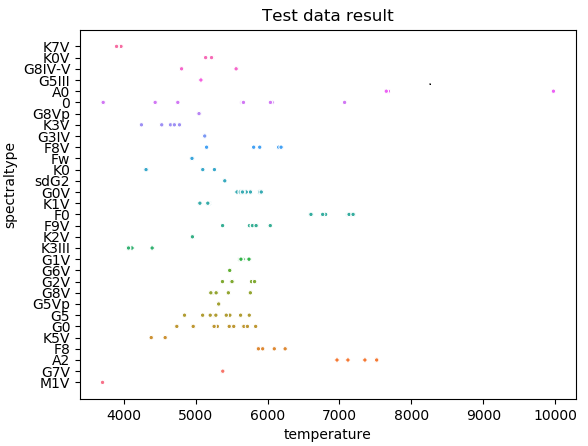 Test data result
K7V
K0V
G8IV-V
G5III
A0
0
G8Vp
K3V
G3IV
F8V
Fw
K0
sdG2
G0V
K1V
F0
F9V
K2V
K3III
G1V
G6V
G2V
G8V
G5Vp
G5
G0
K5V
F8
A2
G7V
M1V
spectraltype
4000 5000 6000 7000 8000 9000 10000
temperature